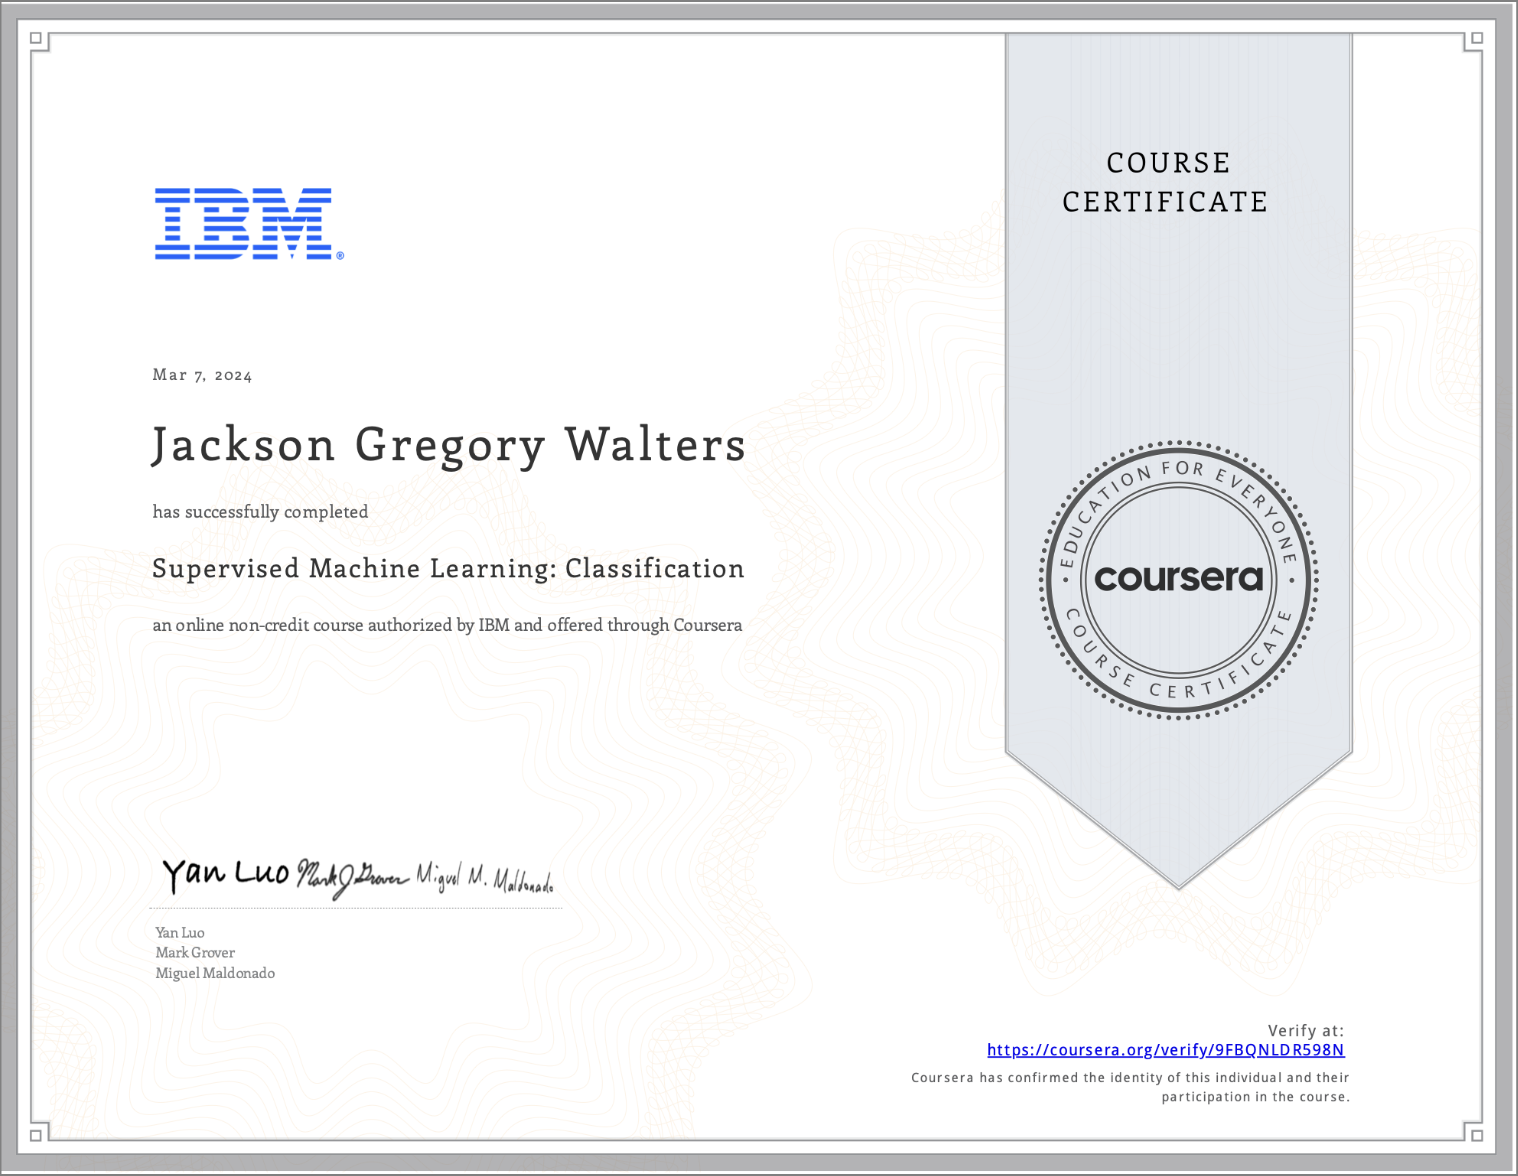 IBM®
COURSE
CERTIFICATE
Mar 7, 2024
Jackson Gregory Walters
has successfully completed
Supervised Machine Learning: Classification
an online non-credit course authorized by IBM and offered through Coursera
EDUCATION FOR EVERYONE
coursera
COURSE CERTIFICATE
Yan Luo Mark J Grover Miguel M. Maldonado
Yan Luo
Mark Grover
Miguel Maldonado
Verify at:
https://coursera.org/verify/9FBQNLDR598N
Coursera has confirmed the identity of this individual and their
participation in the course.